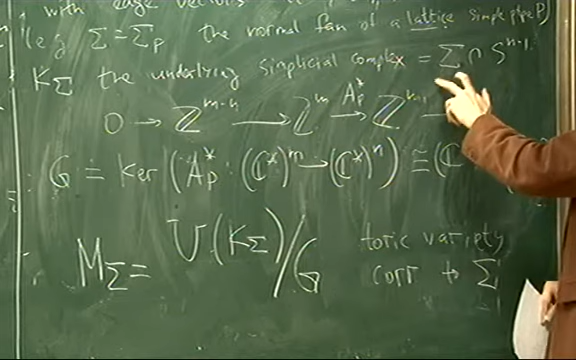 with edge vectors
(e.g. Σ = Σ_P the normal fan of a lattice simple P)
K_Σ the underlying simplicial complex = Σ ∩ S^{n-1}
0 → ℤ^{m-n} → ℤ^m →^{A_P^*} ℤ^n →
G = Ker (A_P^* : (ℂ*)^m → (ℂ*)^n) ≅ (ℂ
M_Σ = U(K_Σ)/G toric variety
corr to Σ